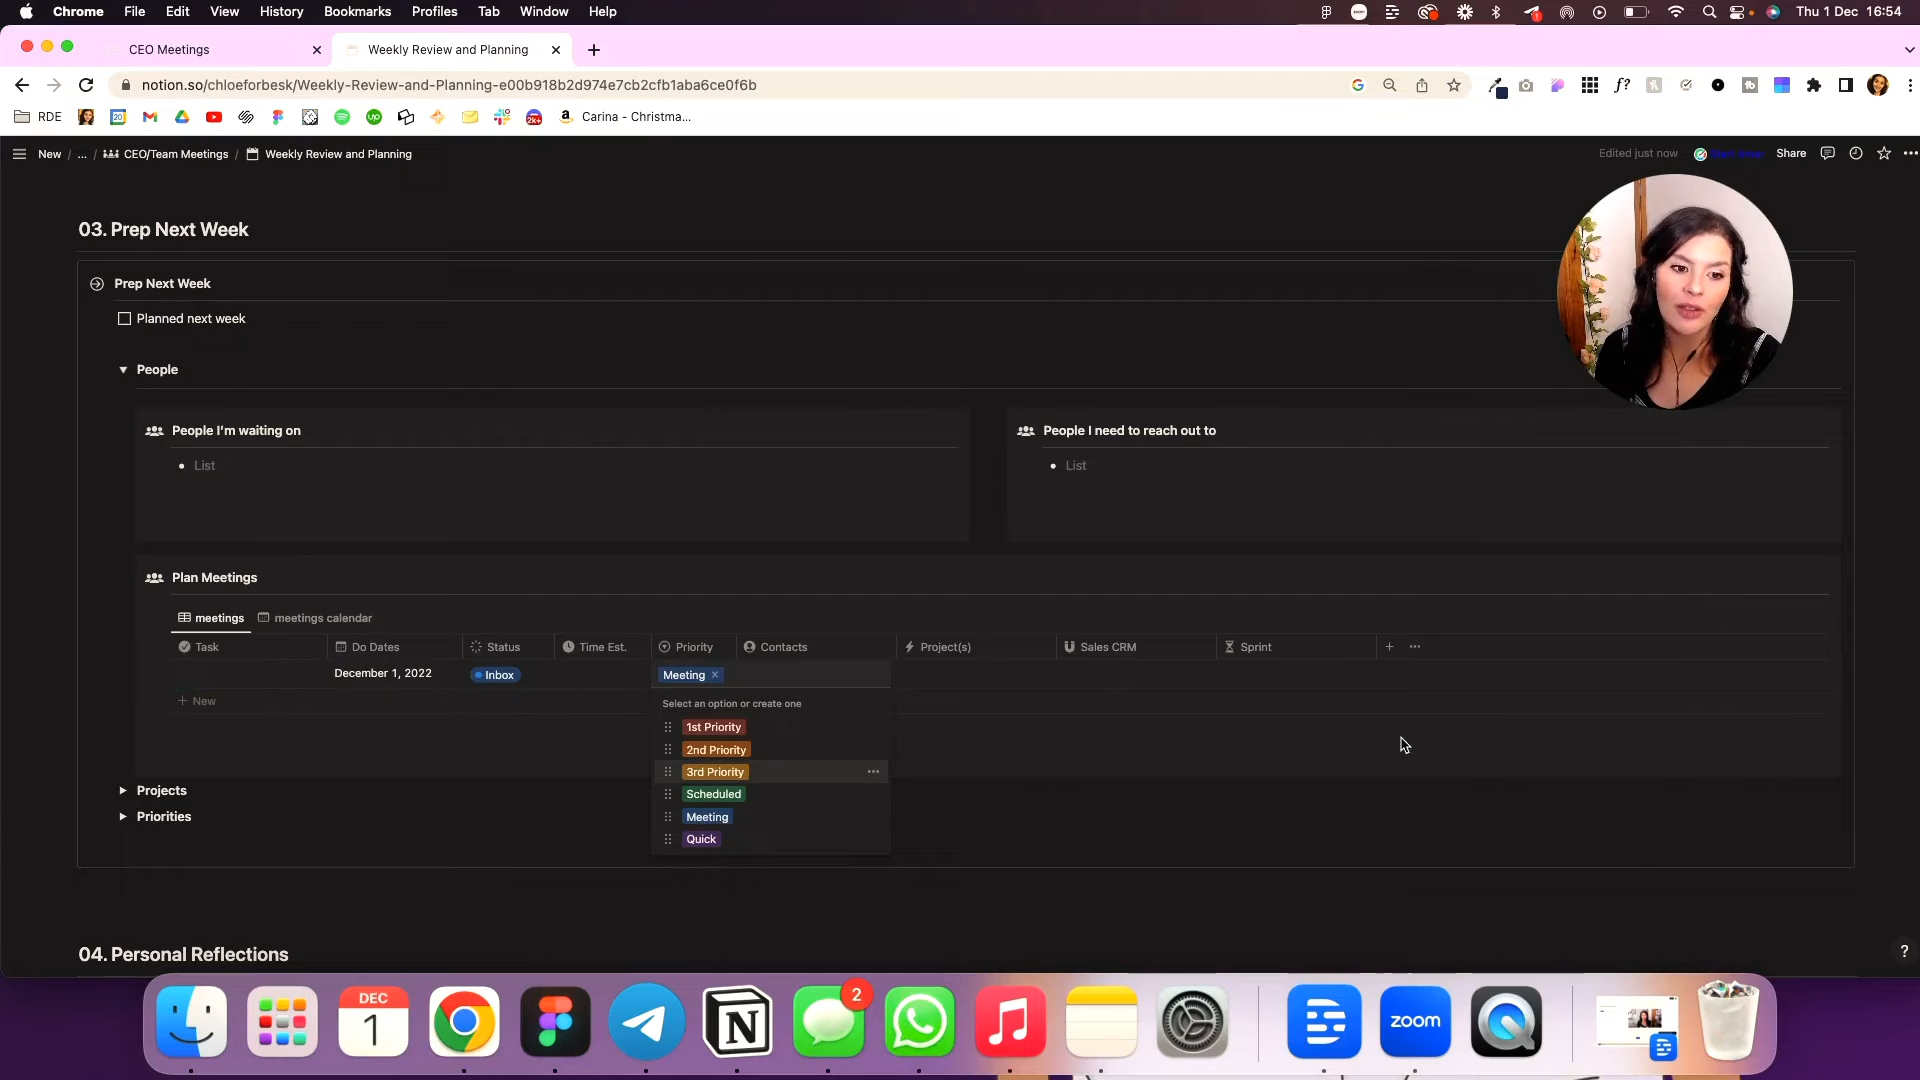 Chrome File Edit View History Bookmarks Profiles Tab Window Help Thu 1 Dec 16:54
CEO Meetings Weekly Review and Planning
notion.so/chloeforbesk/Weekly-Review-and-Planning-e00b918b2d974e7cb2cfb1aba6ce0f6b
RDE Carina - Christma...
New / ... / CEO/Team Meetings / Weekly Review and Planning Edited just now Share
03. Prep Next Week
Prep Next Week
Planned next week
People
People I'm waiting on People I need to reach out to
List List
Plan Meetings
meetings meetings calendar
Task Do Dates Status Time Est. Priority Contacts Project(s) Sales CRM Sprint
December 1, 2022 Inbox Meeting
Select an option or create one
+ New
1st Priority
2nd Priority
3rd Priority
Projects
Scheduled
Priorities
Meeting
Quick
04. Personal Reflections
DEC
1
2
zoom